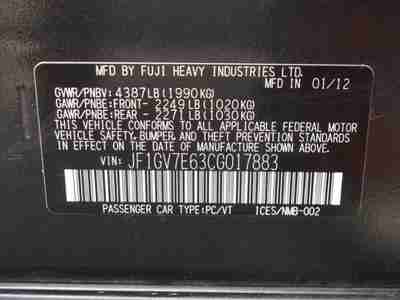 MFD BY FUJI HEAVY INDUSTRIES LTD.
GVWR/PNBV: 4387LB(1990KG) MFD IN 01/12
GAWR/PNBE:FRONT- 2249LB(1020KG)
GAWR/PNBE:REAR - 2271LB(1030KG)
THIS VEHICLE CONFORMS TO ALL APPLICABLE FEDERAL MOTOR
VEHICLE SAFETY,BUMPER,AND THEFT PREVENTION STANDARDS
IN EFFECT ON THE DATE OF MANUFACTURE SHOWN ABOVE.
VIN: JF1GV7E63CG017883
PASSENGER CAR TYPE:PC/VT ICES/NMB-002